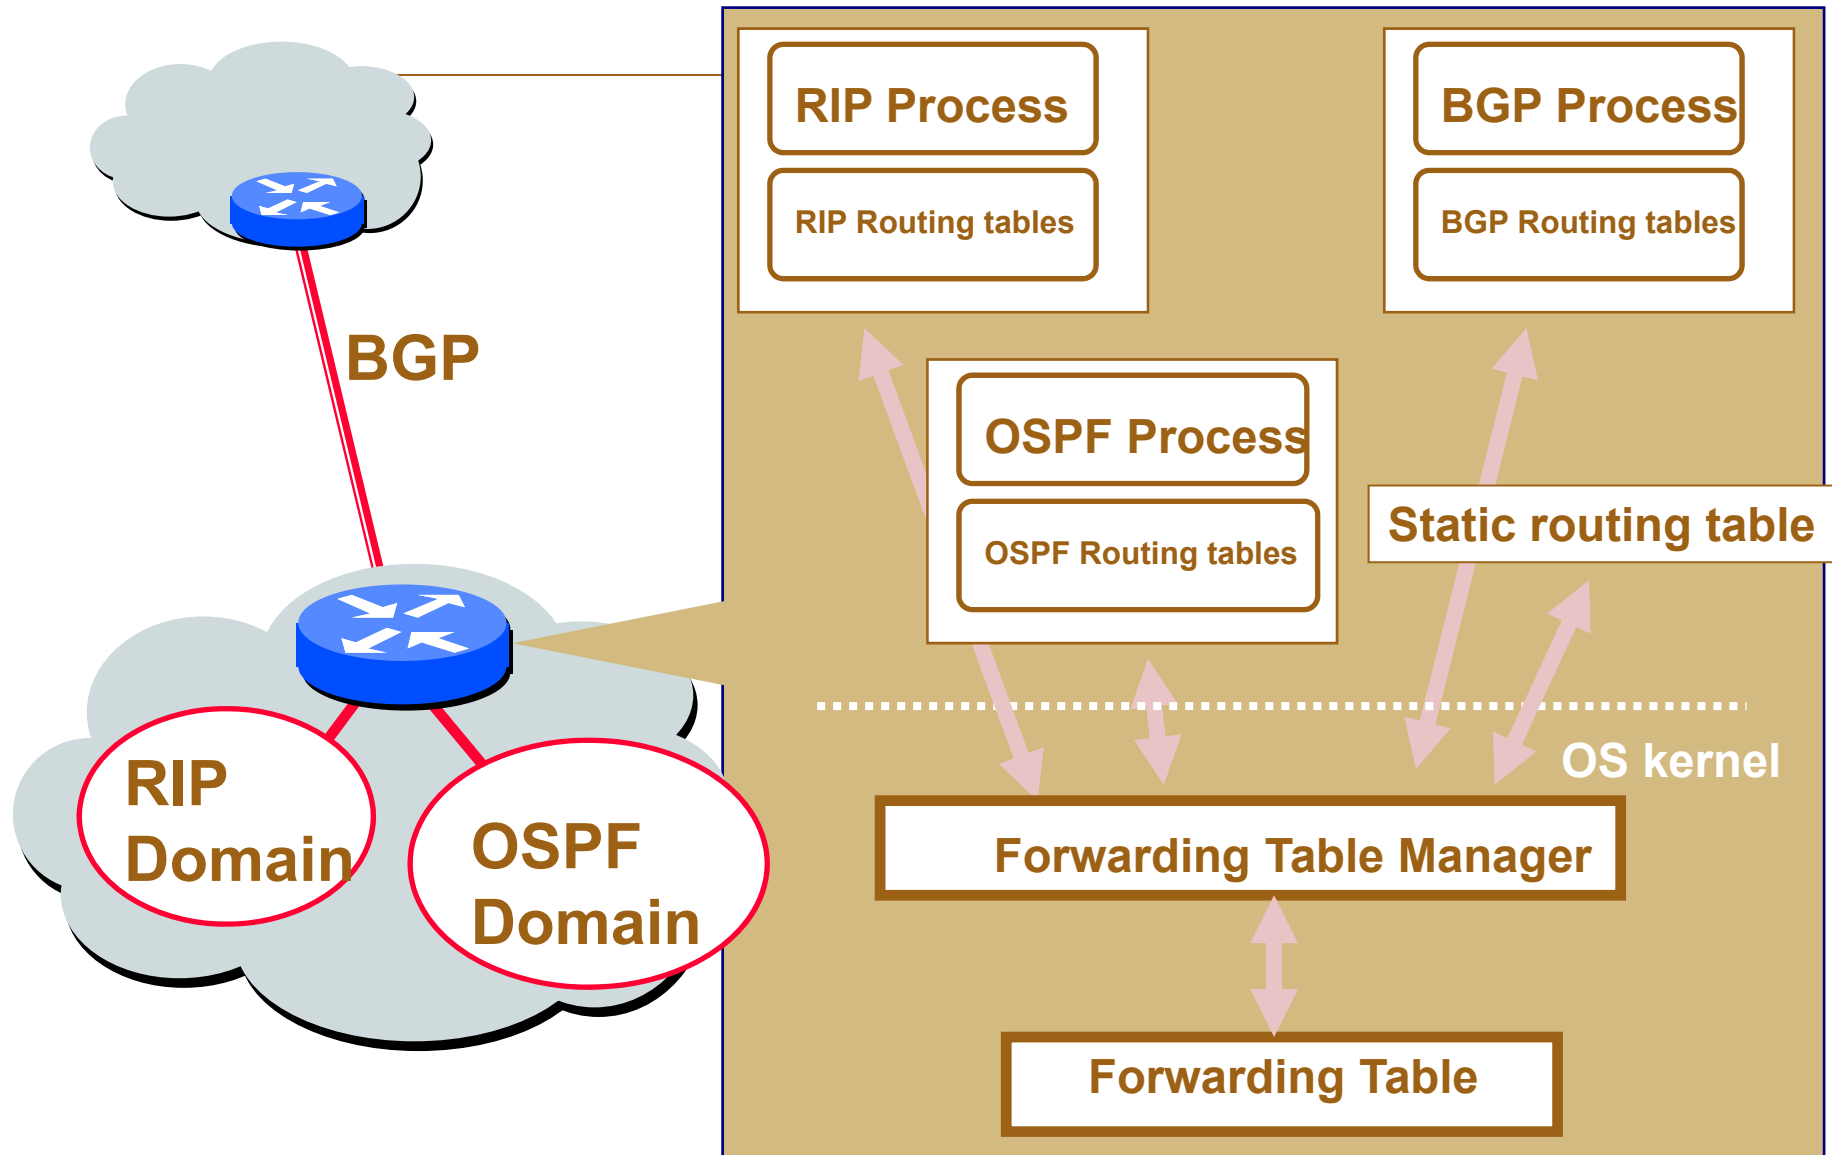 RIP Process
RIP Routing tables
BGP Process
BGP Routing tables
BGP
OSPF Process
OSPF Routing tables
Static routing table
OS kernel
RIP
Domain
OSPF
Domain
Forwarding Table Manager
Forwarding Table